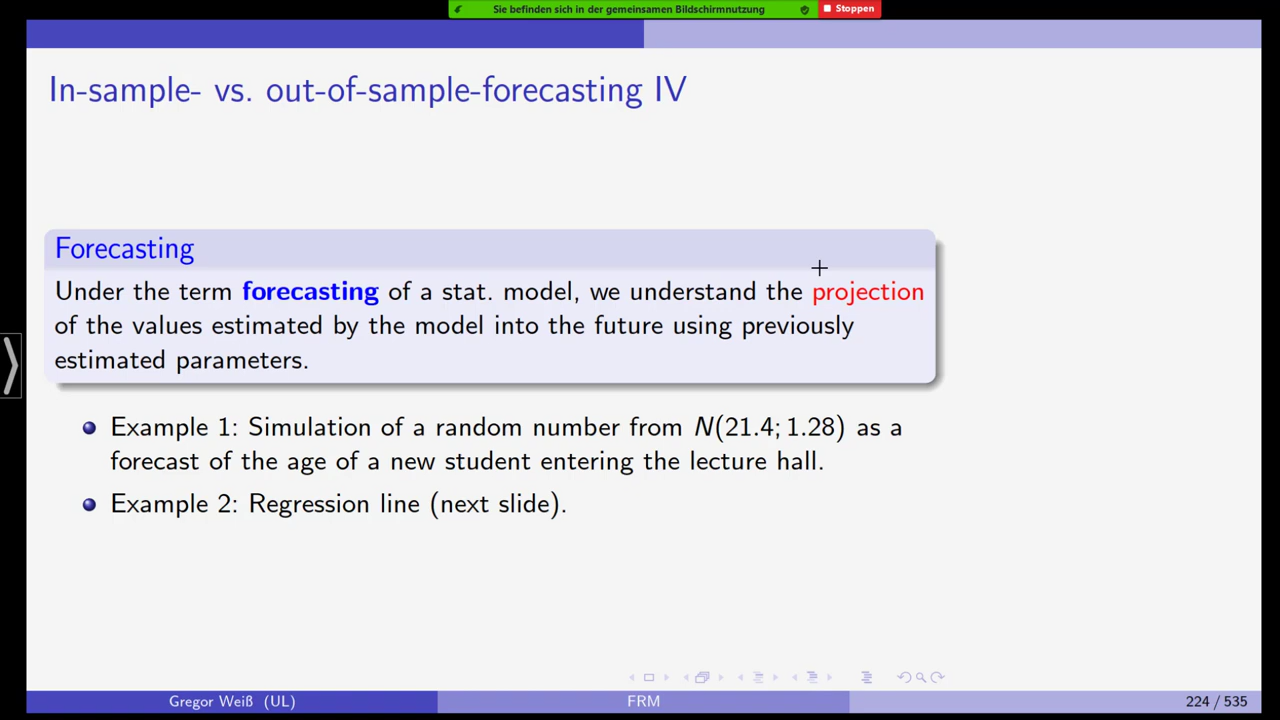 Sie befinden sich in der gemeinsamen Bildschirmnutzung
Stoppen
In-sample- vs. out-of-sample-forecasting IV
Forecasting
Under the term forecasting of a stat. model, we understand the projection
of the values estimated by the model into the future using previously
estimated parameters.
Example 1: Simulation of a random number from N(21.4; 1.28) as a
forecast of the age of a new student entering the lecture hall.
Example 2: Regression line (next slide).
Gregor Weiß (UL)
FRM
224 / 535